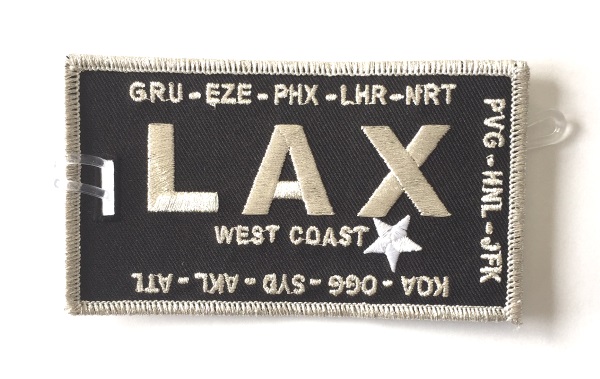 GRU - EZE - PHX - LHR - NRT
PVG - HNL - JFK
LAX
WEST COAST
KOA - OGG - SYD - AKL - ATL